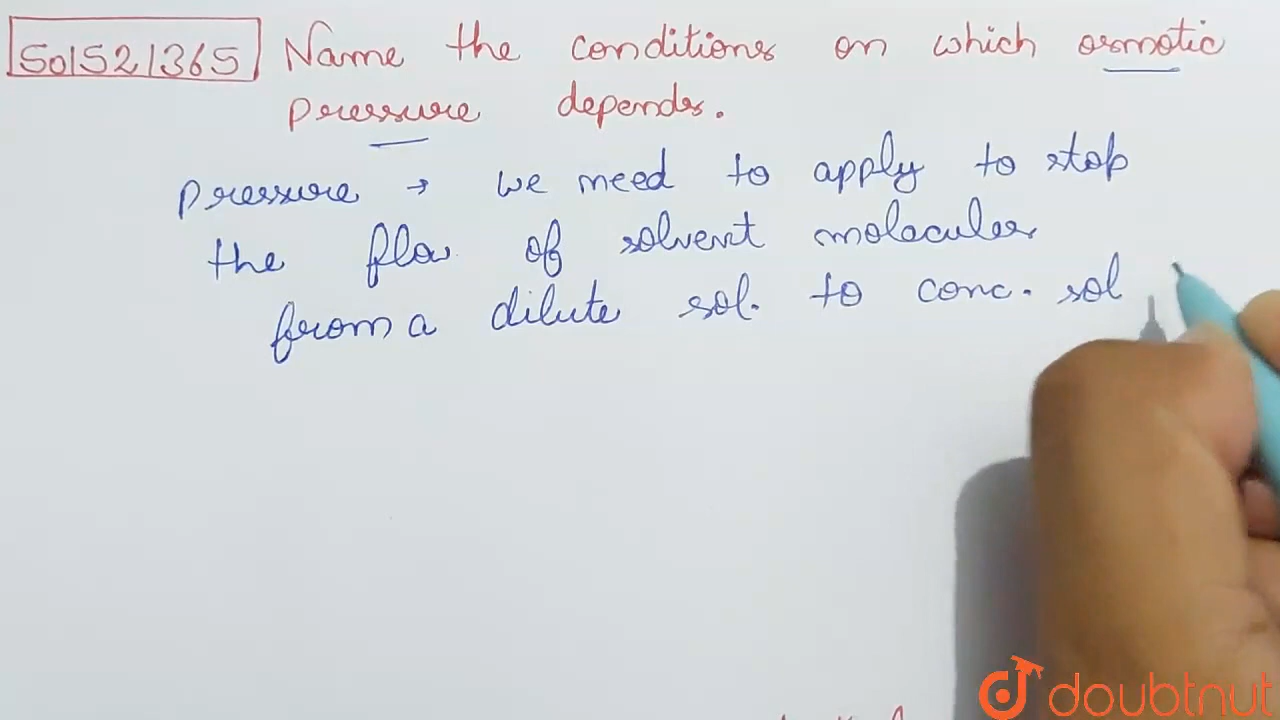 501521365 Name the conditions on which osmotic
pressure depends.
pressure → we need to apply to stop
the flow of solvent molecules
from a dilute sol. to conc. sol
doubtnut